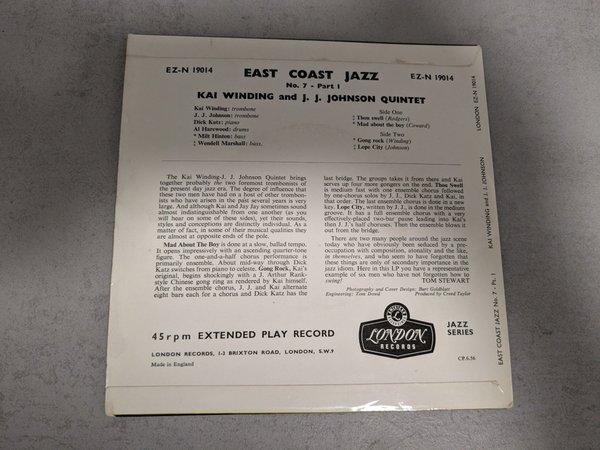 EZ-N 19014
EAST COAST JAZZ
EZ-N 19014
No. 7 - Part 1
KAI WINDING and J. J. JOHNSON QUINTET
Kai Winding: trombone
J. J. Johnson: trombone
Dick Katz: piano
Al Harewood: drums
* Milt Hinton: bass
‡ Wendell Marshall: bass.
Side One
‡ Thou swell (Rodgers)
* Mad about the boy (Coward)
Side Two
* Gong rock (Winding)
‡ Lope City (Johnson)
The Kai Winding-J. J. Johnson Quintet brings
together probably the two foremost trombonists of
the present day jazz era. The degree of influence that
these two men have had on a host of other trombon-
ists who have arisen in the past several years is very
large. And although Kai and Jay Jay sometimes sound
almost indistinguishable from one another (as you
will hear on some of these sides), yet their sounds,
styles and conceptions are distinctly individual. As a
matter of fact, in some of their musical qualities they
are almost at opposite ends of the pole.
Mad About The Boy is done at a slow, ballad tempo.
It opens impressively with an ascending quarter-tone
figure. The one-and-a-half chorus performance is
primarily ensemble. About mid-way through Dick
Katz switches from piano to celeste. Gong Rock, Kai's
original, begins shockingly with a J. Arthur Rank-
style Chinese gong ring as rendered by Kai himself.
After the ensemble chorus, J. J. and Kai alternate
eight bars each for a chorus and Dick Katz has the
last bridge. The groups takes it from there and Kai
serves up four more gongers on the end. Thou Swell
is medium fast with one ensemble chorus followed
by one-chorus solos by J. J., Dick Katz and Kai, in
that order. The last ensemble chorus is done in a new
key. Lope City, written by J. J., is done in the medium
groove. It has a full ensemble chorus with a very
effectively-placed two-bar pause leading into Kai's
then J. J.'s half choruses. Then the ensemble blows it
out from the bridge.
There are two many people around the jazz scene
today who have obviously been seduced by a pre-
occupation with composition, atonality and the like,
in themselves, and who seem to have forgotten that
these things are only of secondary importance in the
jazz idiom. Here in this LP you have a representative
example of six men who have not forgotten how to
swing!
TOM STEWART
Photography and Cover Design: Burt Goldblatt
Engineering: Tom Dowd
Produced by Creed Taylor
45 rpm EXTENDED PLAY RECORD
LONDON RECORDS, 1-3 BRIXTON ROAD, LONDON, S.W.9
Made in England
LONDON
RECORDS
JAZZ
SERIES
CP.6.56
LONDON EZ-N 19014
KAI WINDING and J. J. JOHNSON
EAST COAST JAZZ No. 7 - Pt. 1